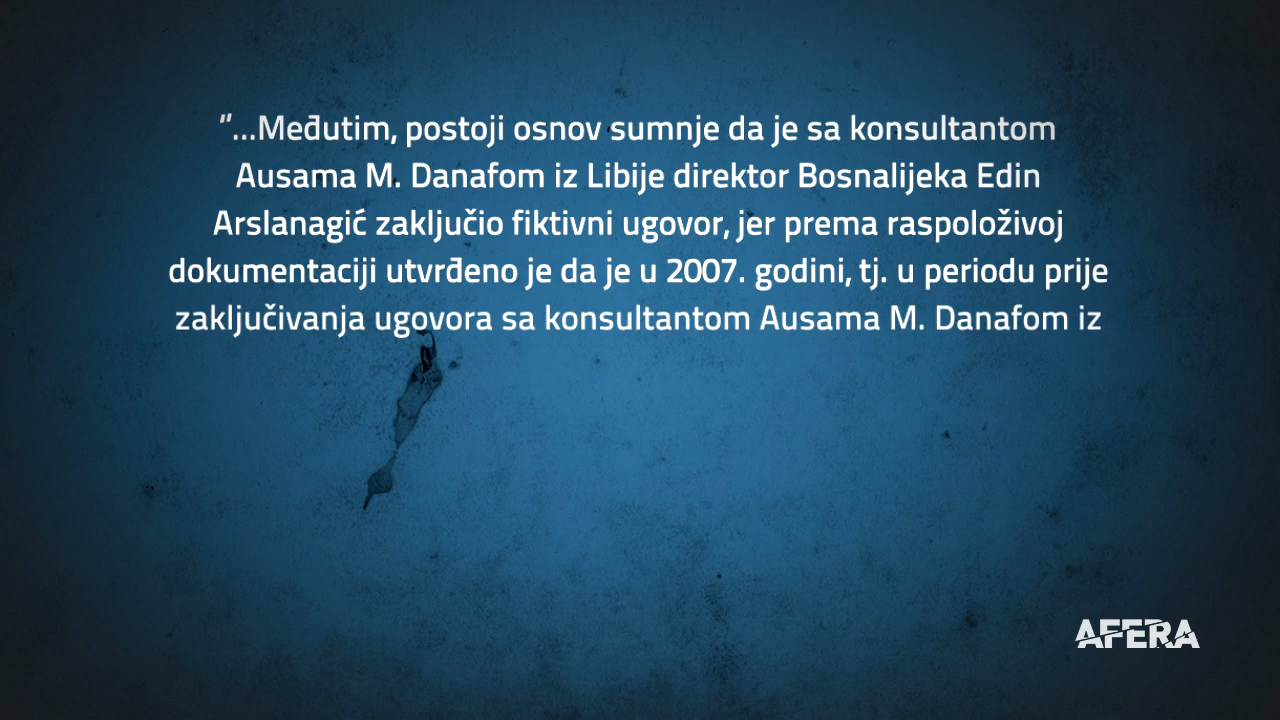 "...Međutim, postoji osnov sumnje da je sa konsultantom
Ausama M. Danafom iz Libije direktor Bosnalijeka Edin
Arslanagić zaključio fiktivni ugovor, jer prema raspoloživoj
dokumentaciji utvrđeno je da je u 2007. godini, tj. u periodu prije
zaključivanja ugovora sa konsultantom Ausama M. Danafom iz
AFERA